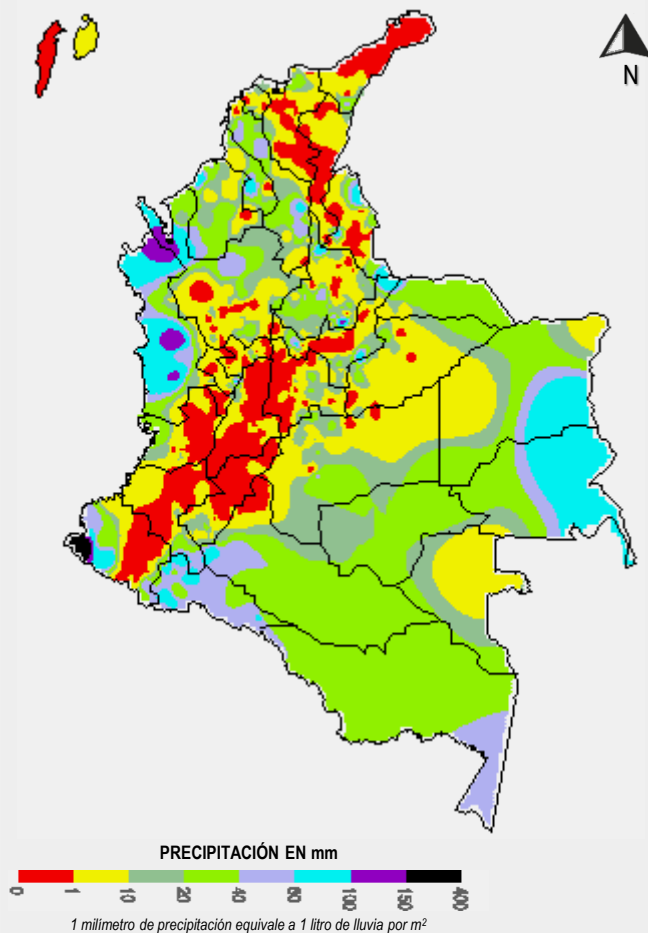 N
PRECIPITACIÓN EN mm
0 1 10 20 40 60 80 100 150 400
1 milímetro de precipitación equivale a 1 litro de lluvia por m²